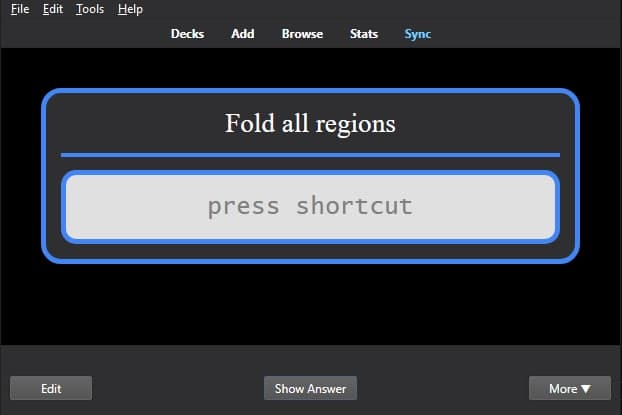 File Edit Tools Help
Decks Add Browse Stats Sync
Fold all regions
press shortcut
Edit Show Answer More ▼